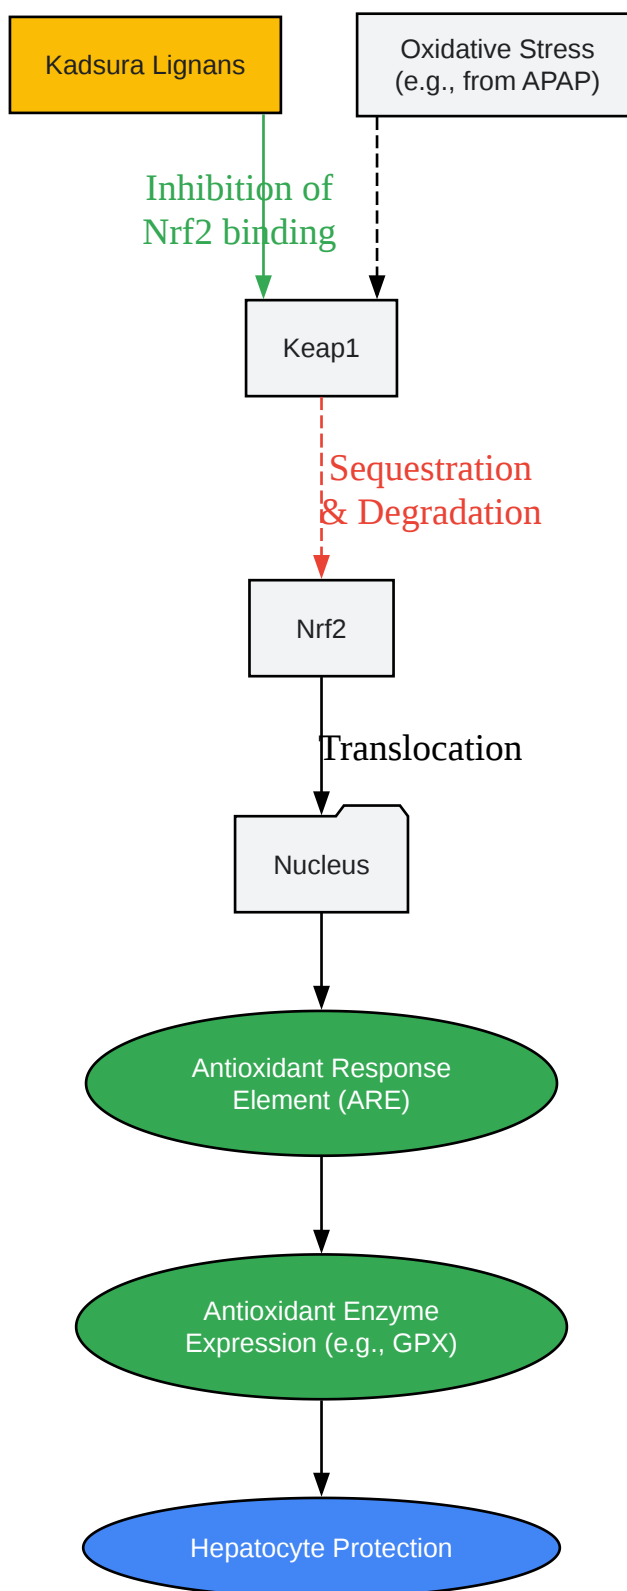 Kadsura Lignans
Oxidative Stress
(e.g., from APAP)
Inhibition of
Nrf2 binding
Keap1
Sequestration
& Degradation
Nrf2
Translocation
Nucleus
Antioxidant Response
Element (ARE)
Antioxidant Enzyme
Expression (e.g., GPX)
Hepatocyte Protection